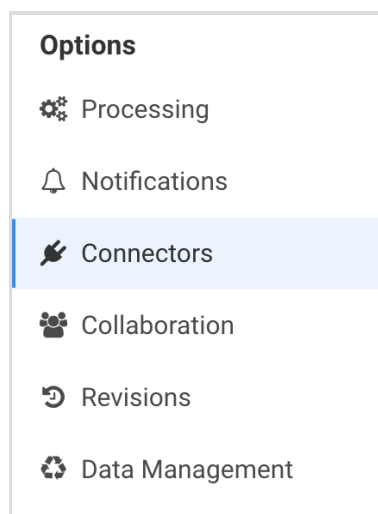 Options
Processing
Notifications
Connectors
Collaboration
Revisions
Data Management